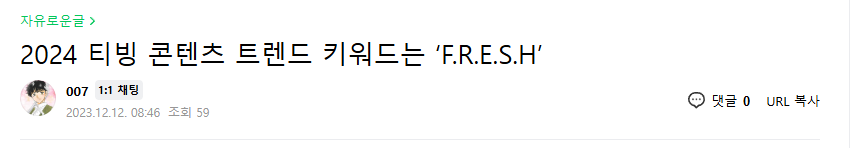 자유로운글 >
2024 티빙 콘텐츠 트렌드 키워드는 ‘F.R.E.S.H’
007 1:1 채팅
2023.12.12. 08:46 조회 59
댓글 0 URL 복사